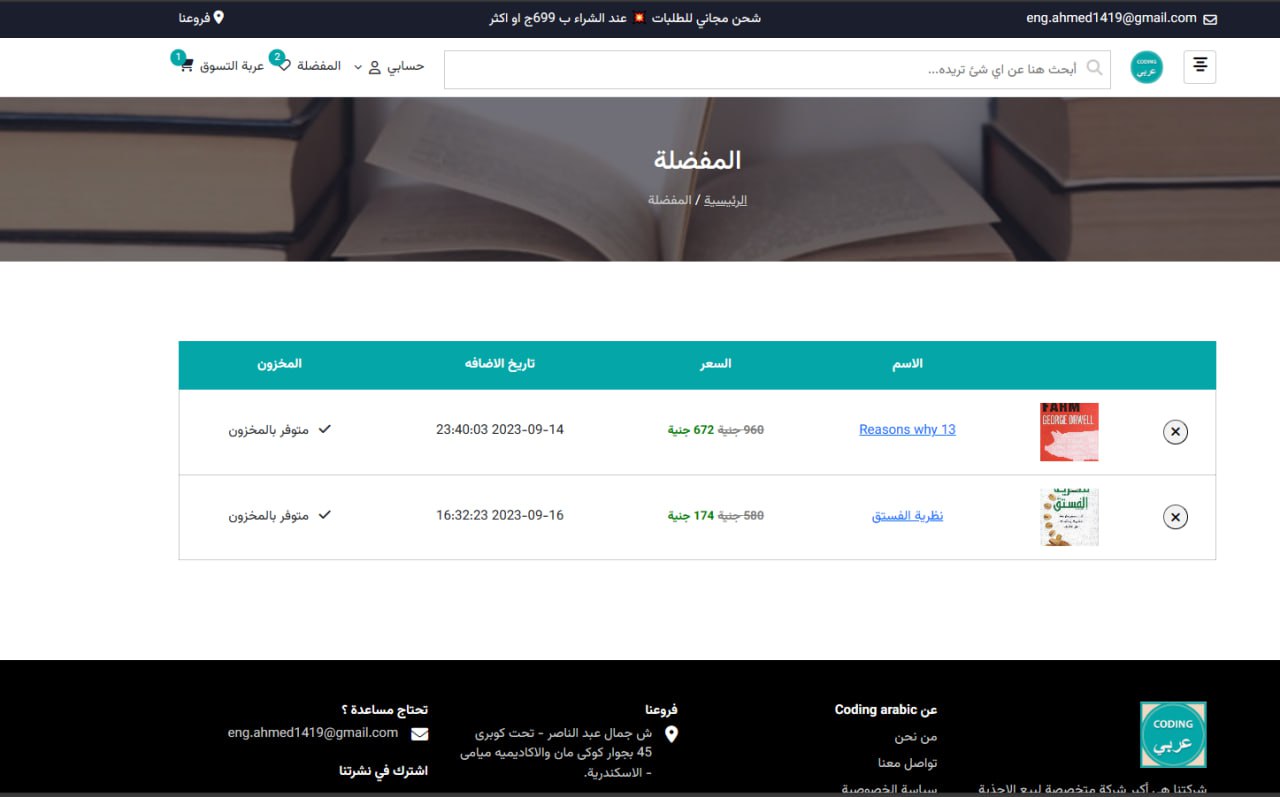 eng.ahmed1419@gmail.com
شحن مجاني للطلبات 💥 عند الشراء ب 699ج او اكثر
فروعنا
CODING
عربي
أبحث هنا عن اي شئ تريده...
حسابي
المفضلة
2
عربة التسوق
1
المفضلة
الرئيسية / المفضلة
الاسم
السعر
تاريخ الاضافه
المخزون
FAHM
GEORGE ORWELL
Reasons why 13
960 جنية 672 جنية
23:40:03 2023-09-14
متوفر بالمخزون
الفستق
نظرية الفستق
580 جنية 174 جنية
16:32:23 2023-09-16
متوفر بالمخزون
CODING
عربي
شركتنا هي أكبر شركة متخصصة لبيع الاحذية
عن Coding arabic
من نحن
تواصل معنا
سياسة الخصوصية
فروعنا
ش جمال عبد الناصر - تحت كوبرى
45 بجوار كوكى مان والاكاديميه ميامى
- الاسكندرية.
تحتاج مساعدة ؟
eng.ahmed1419@gmail.com
اشترك في نشرتنا